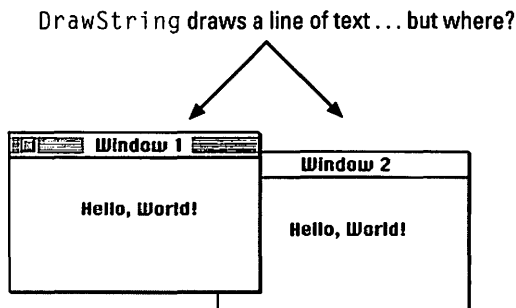 DrawString draws a line of text... but where?
Window 1
Window 2
Hello, World!
Hello, World!